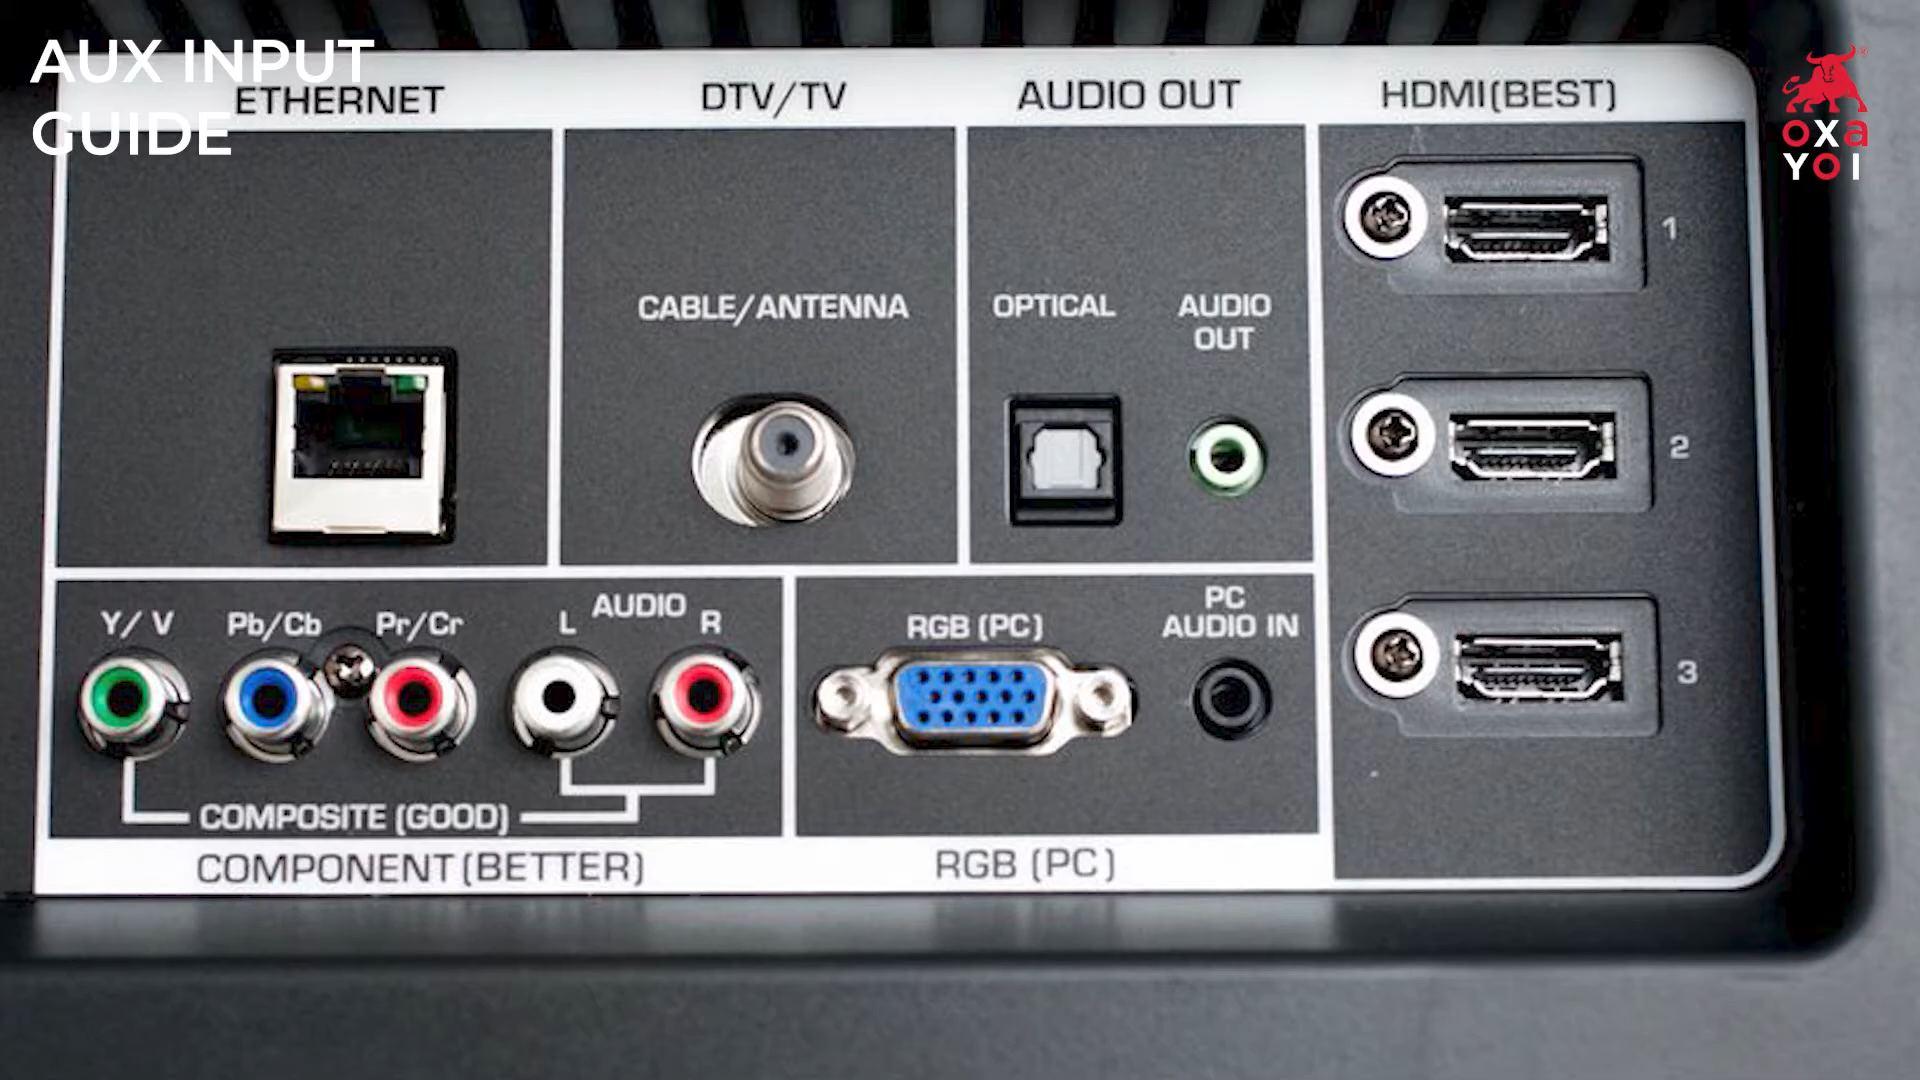 AUX INPUT
GUIDE
oxa
YOI
ETHERNET
DTV/TV
AUDIO OUT
HDMI(BEST)
CABLE/ANTENNA
OPTICAL
AUDIO
OUT
1
2
3
Y/ V
Pb/Cb
Pr/Cr
L
AUDIO
R
COMPOSITE (GOOD)
COMPONENT (BETTER)
RGB (PC)
PC
AUDIO IN
RGB (PC)